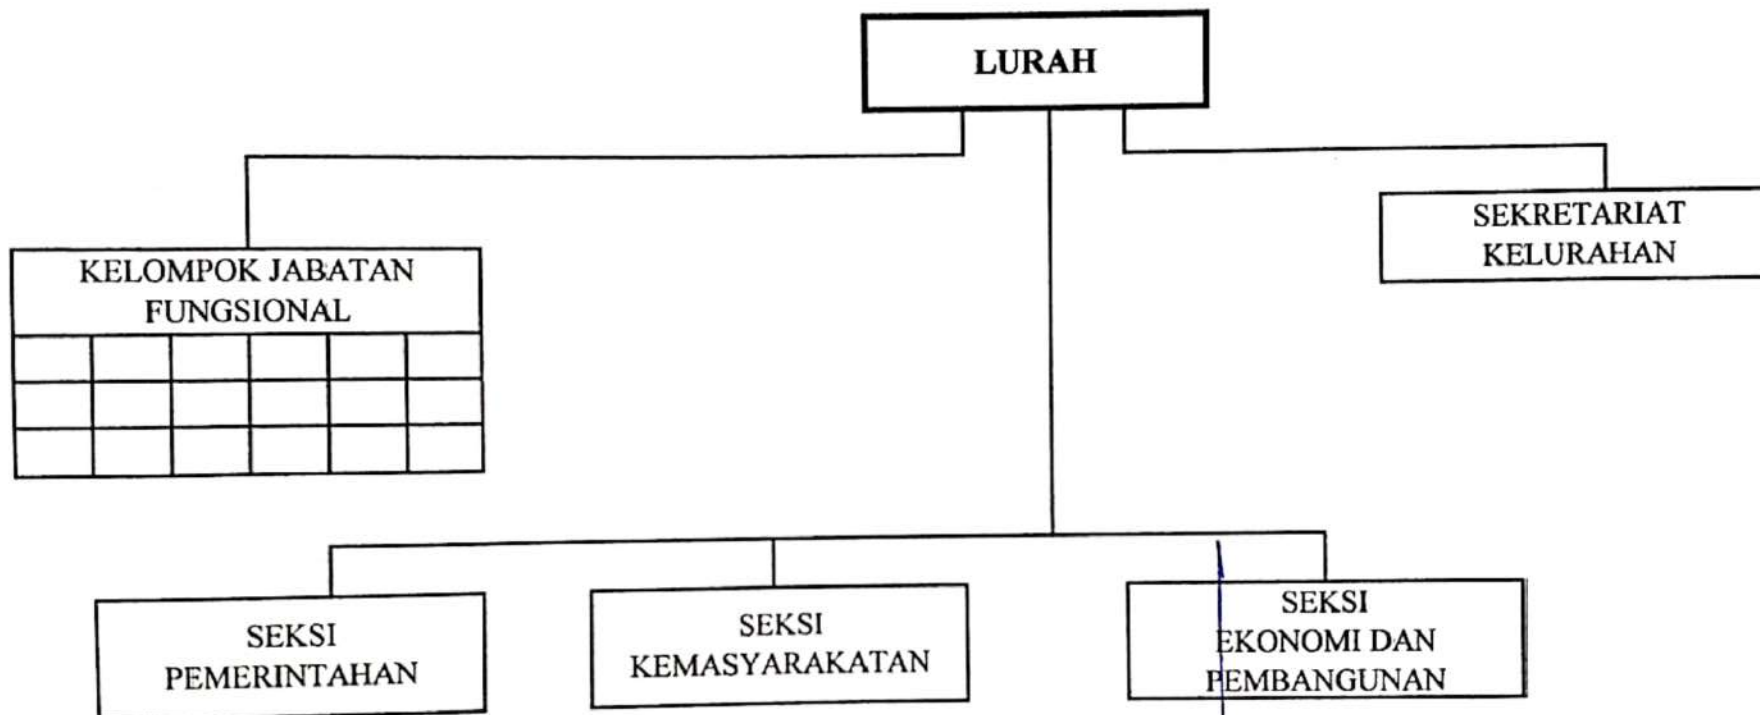 LURAH
SEKRETARIAT
KELURAHAN
KELOMPOK JABATAN
FUNGSIONAL
SEKSI
PEMERINTAHAN
SEKSI
KEMASYARAKATAN
SEKSI
EKONOMI DAN
PEMBANGUNAN